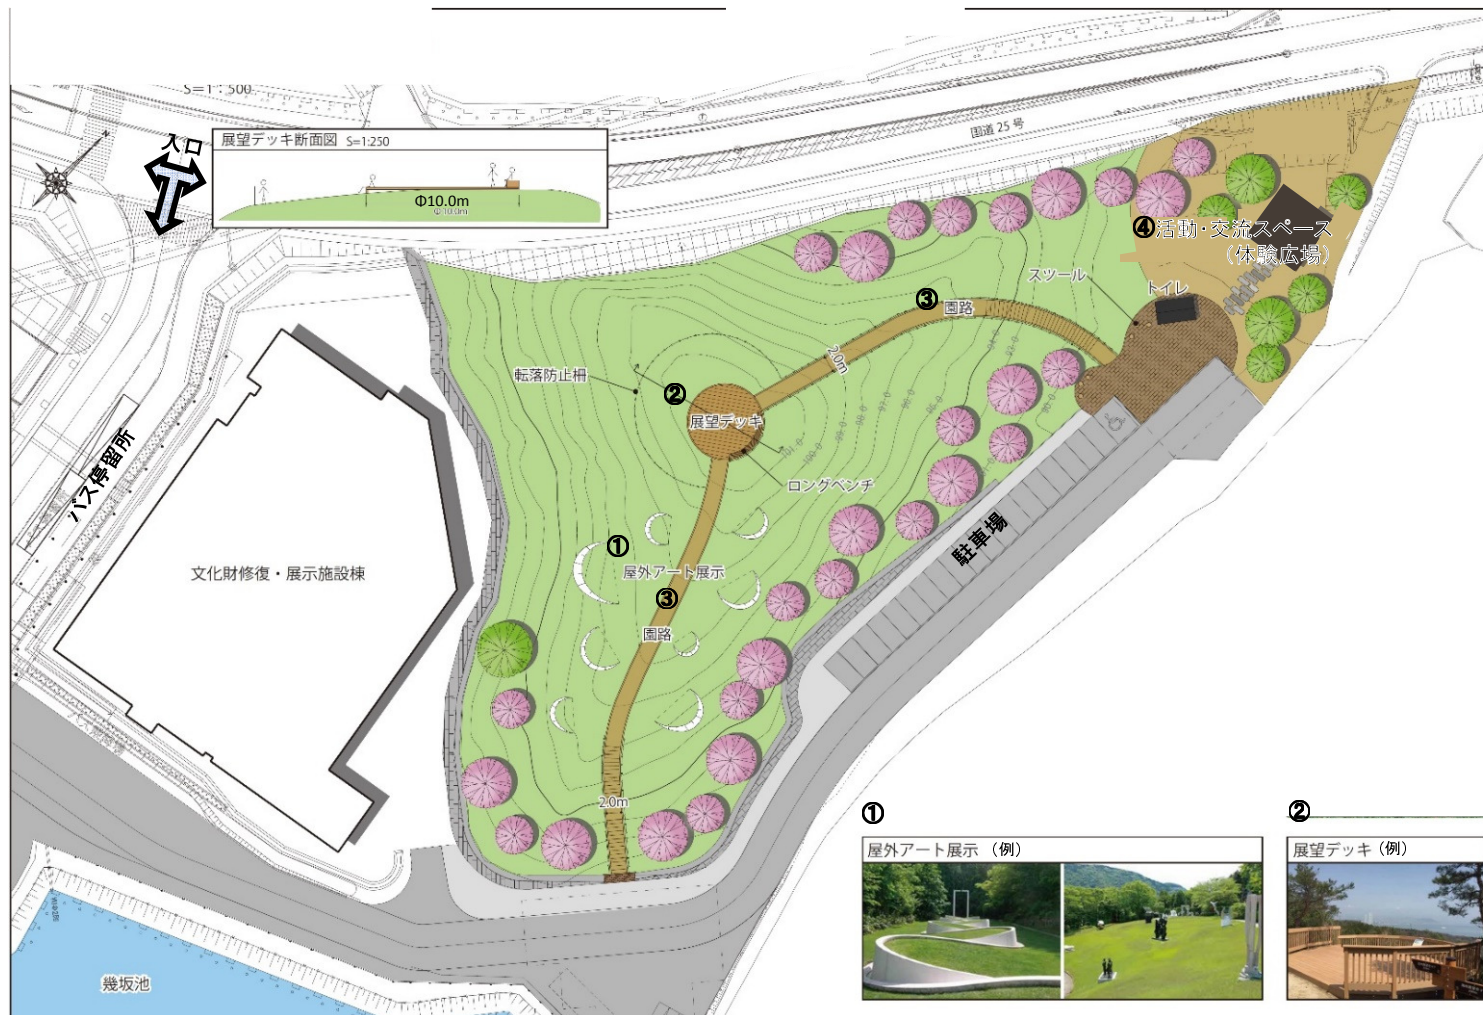 S=1：500
入口
展望デッキ断面図 S=1:250
Φ10.0m
Φ10.0m
国道 25 号
④活動・交流スペース
（体験広場）
スツール
トイレ
③
園路
2.0m
転落防止柵
②
展望デッキ
ロングベンチ
バス停留所
①
屋外アート展示
文化財修復・展示施設棟
③
園路
駐車場
2.0m
幾坂池
①
屋外アート展示 （例）
②
展望デッキ（例）